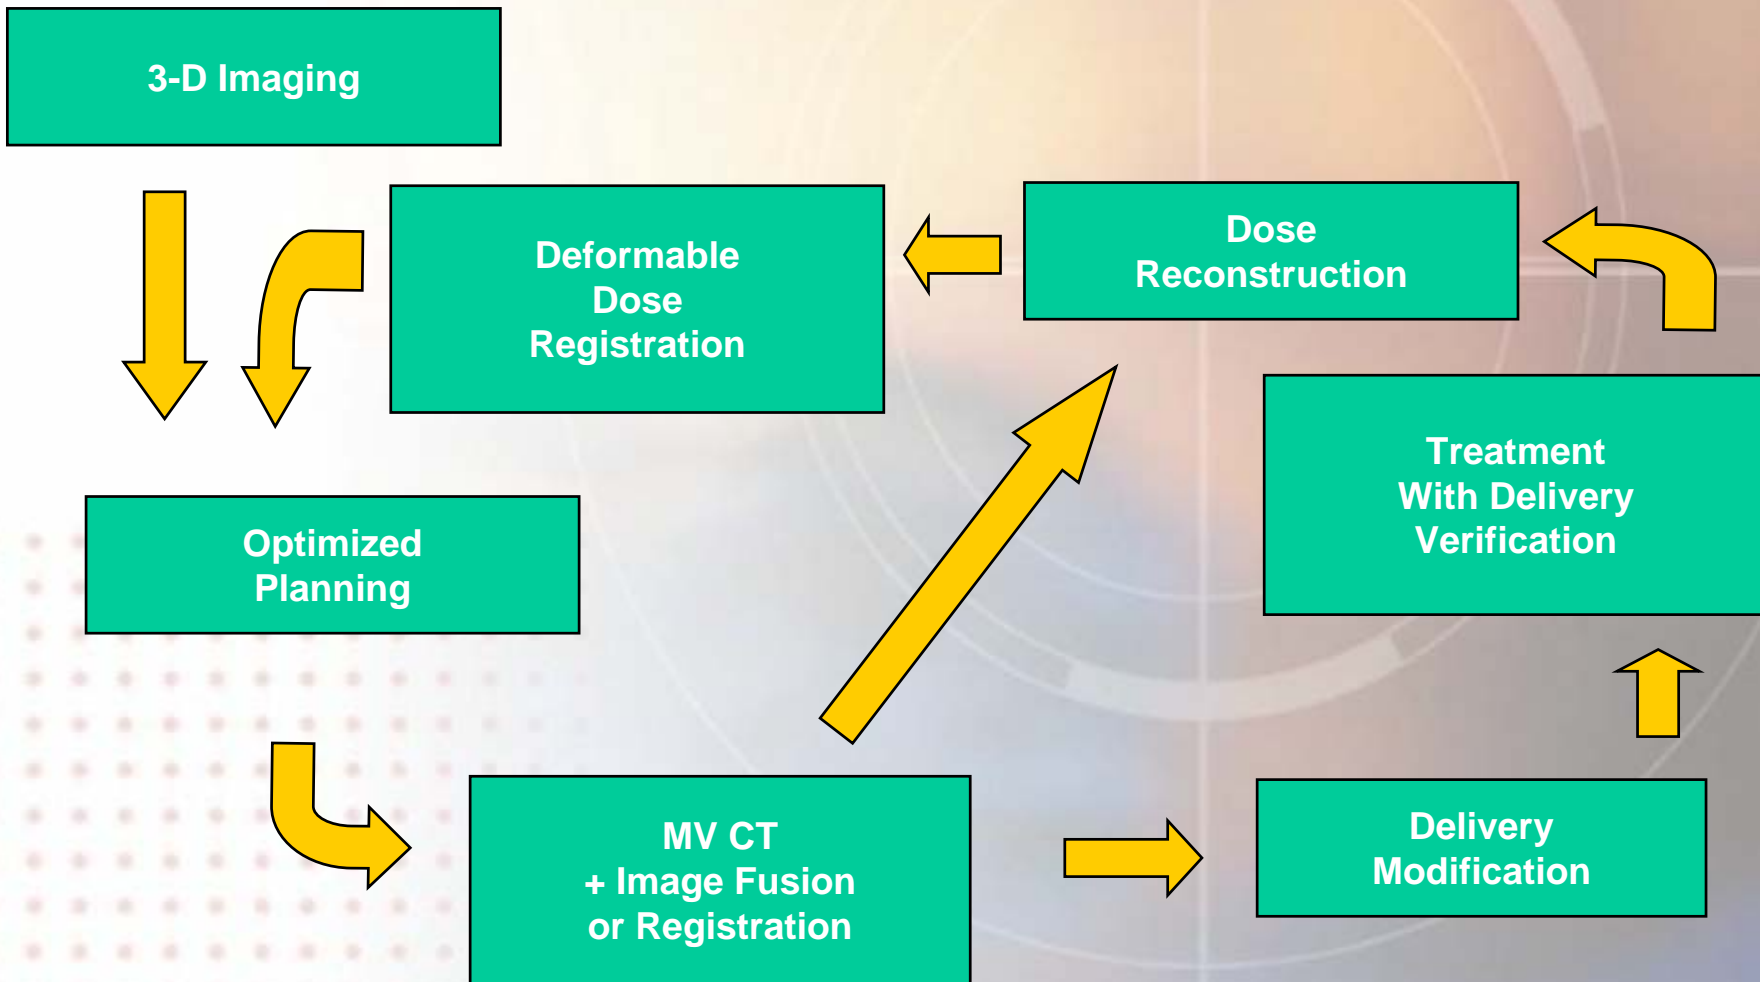 3-D Imaging
Deformable
Dose
Registration
Dose
Reconstruction
Treatment
With Delivery
Verification
Optimized
Planning
MV CT
+ Image Fusion
or Registration
Delivery
Modification